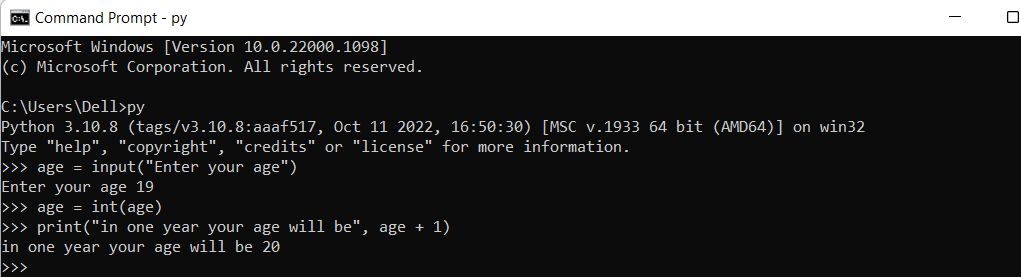 Command Prompt - py
Microsoft Windows [Version 10.0.22000.1098]
(c) Microsoft Corporation. All rights reserved.
C:\Users\Dell>py
Python 3.10.8 (tags/v3.10.8:aaaf517, Oct 11 2022, 16:50:30) [MSC v.1933 64 bit (AMD64)] on win32
Type "help", "copyright", "credits" or "license" for more information.
>>> age = input("Enter your age")
Enter your age 19
>>> age = int(age)
>>> print("in one year your age will be", age + 1)
in one year your age will be 20
>>>